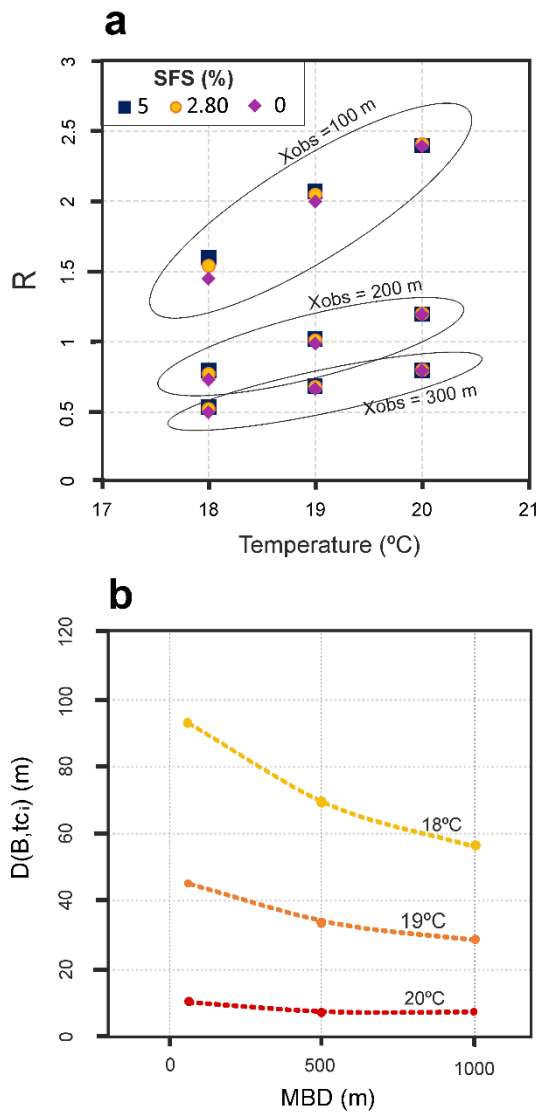 a
SFS (%)
5 2.80 0
R
0 0.5 1 1.5 2 2.5 3
Xobs =100 m
Xobs = 200 m
Xobs = 300 m
17 18 19 20 21
Temperature (ºC)
b
D(B,tci) (m)
0 20 40 60 80 100 120
18ºC
19ºC
20ºC
0 500 1000
MBD (m)